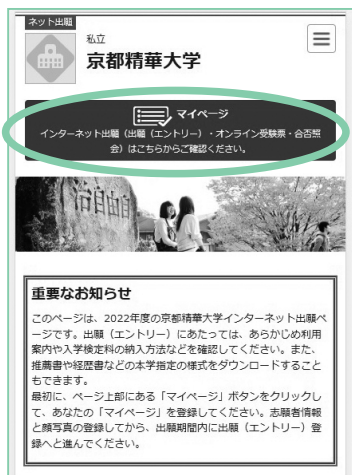 ネット出願
私立
京都精華大学
マイページ
インターネット出願（出願（エントリー）・オンライン受験票・合否照
会）はこちらからご確認ください。
重要なお知らせ
このページは、2022年度の京都精華大学インターネット出願ペ
ージです。出願（エントリー）にあたっては、あらかじめ利用
案内や入学検定料の納入方法などを確認してください。また、
推薦書や経歴書などの本学指定の様式をダウンロードすること
もできます。
最初に、ページ上部にある「マイページ」ボタンをクリックし
て、あなたの「マイページ」を登録してください。志願者情報
と顔写真の登録してから、出願期間内に出願（エントリー）登
録へと進んでください。